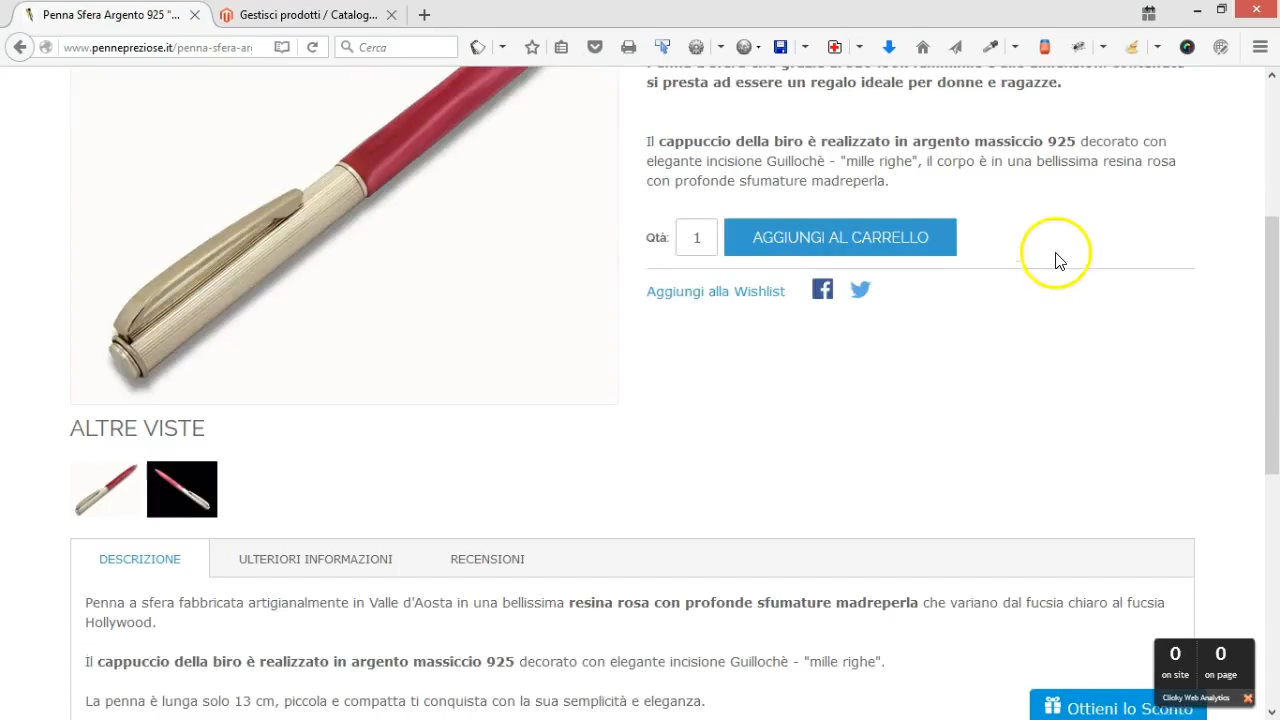 Penna Sfera Argento 925 "...
Gestisci prodotti / Catalog...
www.pennepreziose.it/penna-sfera-ar
Cerca
si presta ad essere un regalo ideale per donne e ragazze.
Il cappuccio della biro è realizzato in argento massiccio 925 decorato con
elegante incisione Guillochè - "mille righe", il corpo è in una bellissima resina rosa
con profonde sfumature madreperla.
Qtà: 1 AGGIUNGI AL CARRELLO
Aggiungi alla Wishlist
ALTRE VISTE
DESCRIZIONE ULTERIORI INFORMAZIONI RECENSIONI
Penna a sfera fabbricata artigianalmente in Valle d'Aosta in una bellissima resina rosa con profonde sfumature madreperla che variano dal fucsia chiaro al fucsia
Hollywood.
Il cappuccio della biro è realizzato in argento massiccio 925 decorato con elegante incisione Guillochè - "mille righe".
La penna è lunga solo 13 cm, piccola e compatta ti conquista con la sua semplicità e eleganza.
0 0
on site on page
Clicky Web Analytics
Ottieni lo Sconto